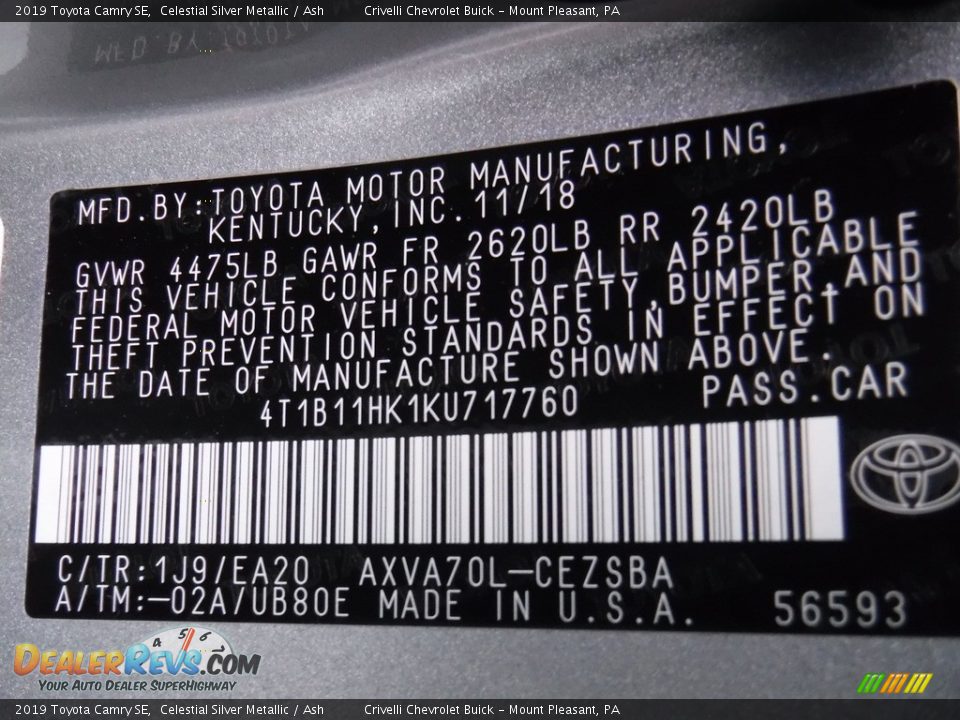 2019 Toyota Camry SE,  Celestial Silver Metallic / Ash          Crivelli Chevrolet Buick – Mount Pleasant, PA
MFD.BY:TOYOTA MOTOR MANUFACTURING,
KENTUCKY,INC.11/18
GVWR 4475LB GAWR FR 2620LB RR 2420LB
THIS VEHICLE CONFORMS TO ALL APPLICABLE
FEDERAL MOTOR VEHICLE SAFETY,BUMPER,AND
THEFT PREVENTION STANDARDS IN EFFECT ON
THE DATE OF MANUFACTURE SHOWN ABOVE.
4T1B11HK1KU717760 PASS.CAR
C/TR:1J9/EA20 AXVA70L–CEZSBA
A/TM:–02A/UB80E MADE IN U.S.A. 56593
4 5 6
DealerRevs.com
Your Auto Dealer SuperHighway
2019 Toyota Camry SE,  Celestial Silver Metallic / Ash          Crivelli Chevrolet Buick – Mount Pleasant, PA